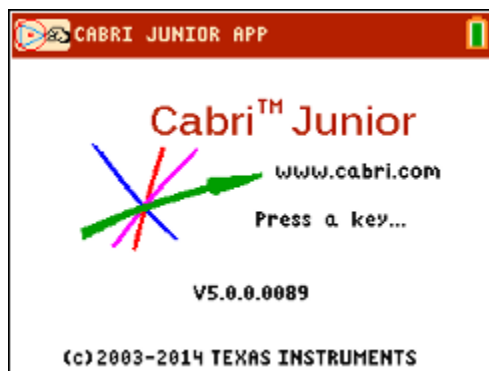 CABRI JUNIOR APP
Cabri™ Junior
www.cabri.com
Press a key...
V5.0.0.0089
(c)2003-2014 TEXAS INSTRUMENTS